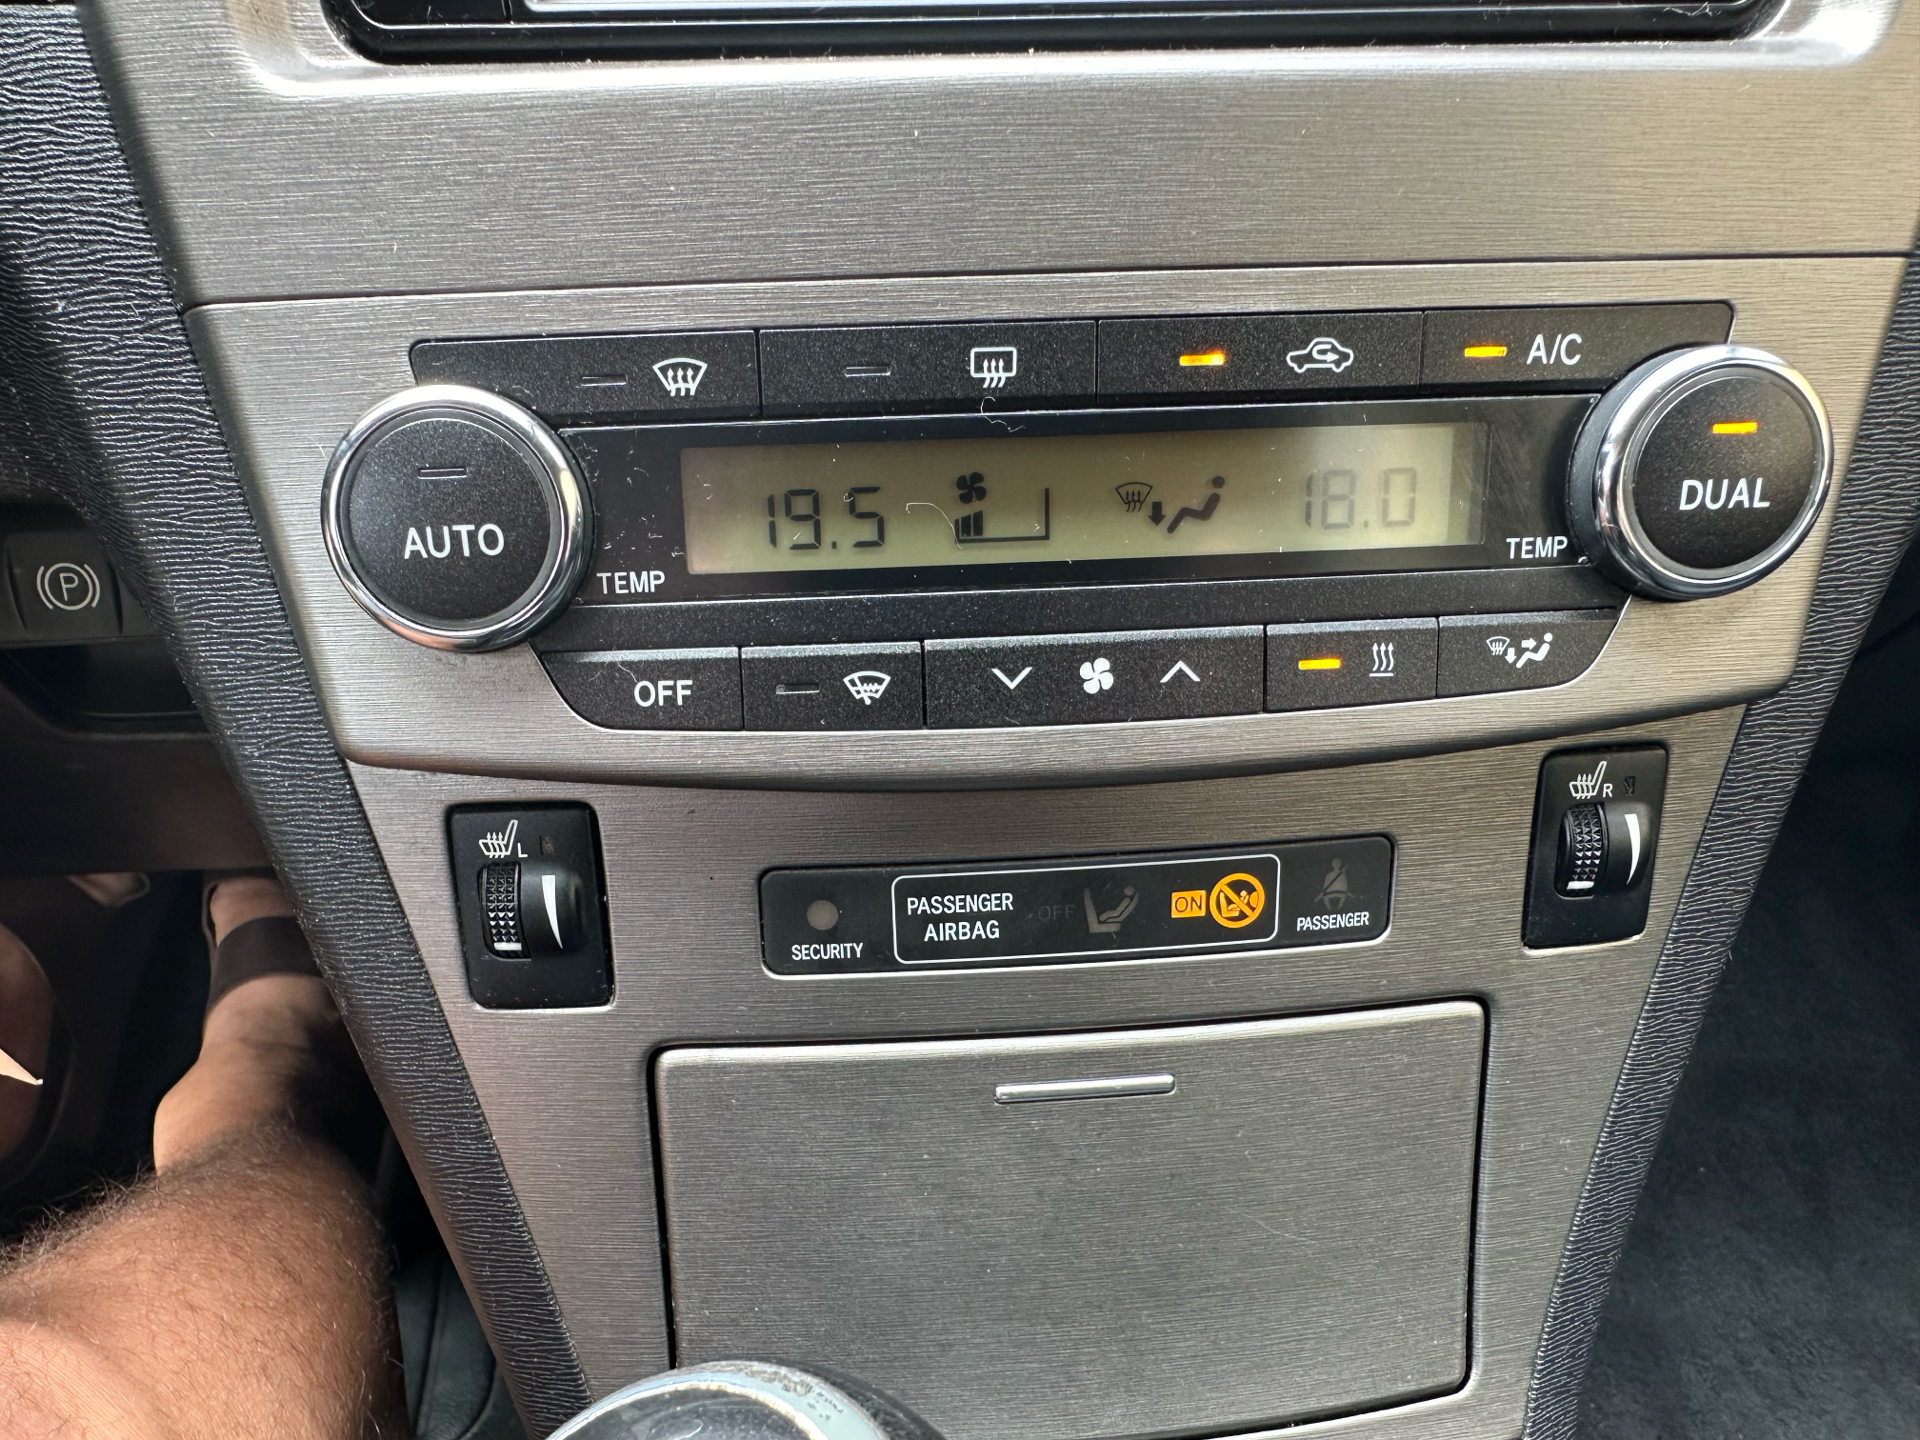 A/C
AUTO
TEMP
19.5
18.0
TEMP
DUAL
OFF
P
L
R
SECURITY
PASSENGER
AIRBAG
OFF
ON
PASSENGER